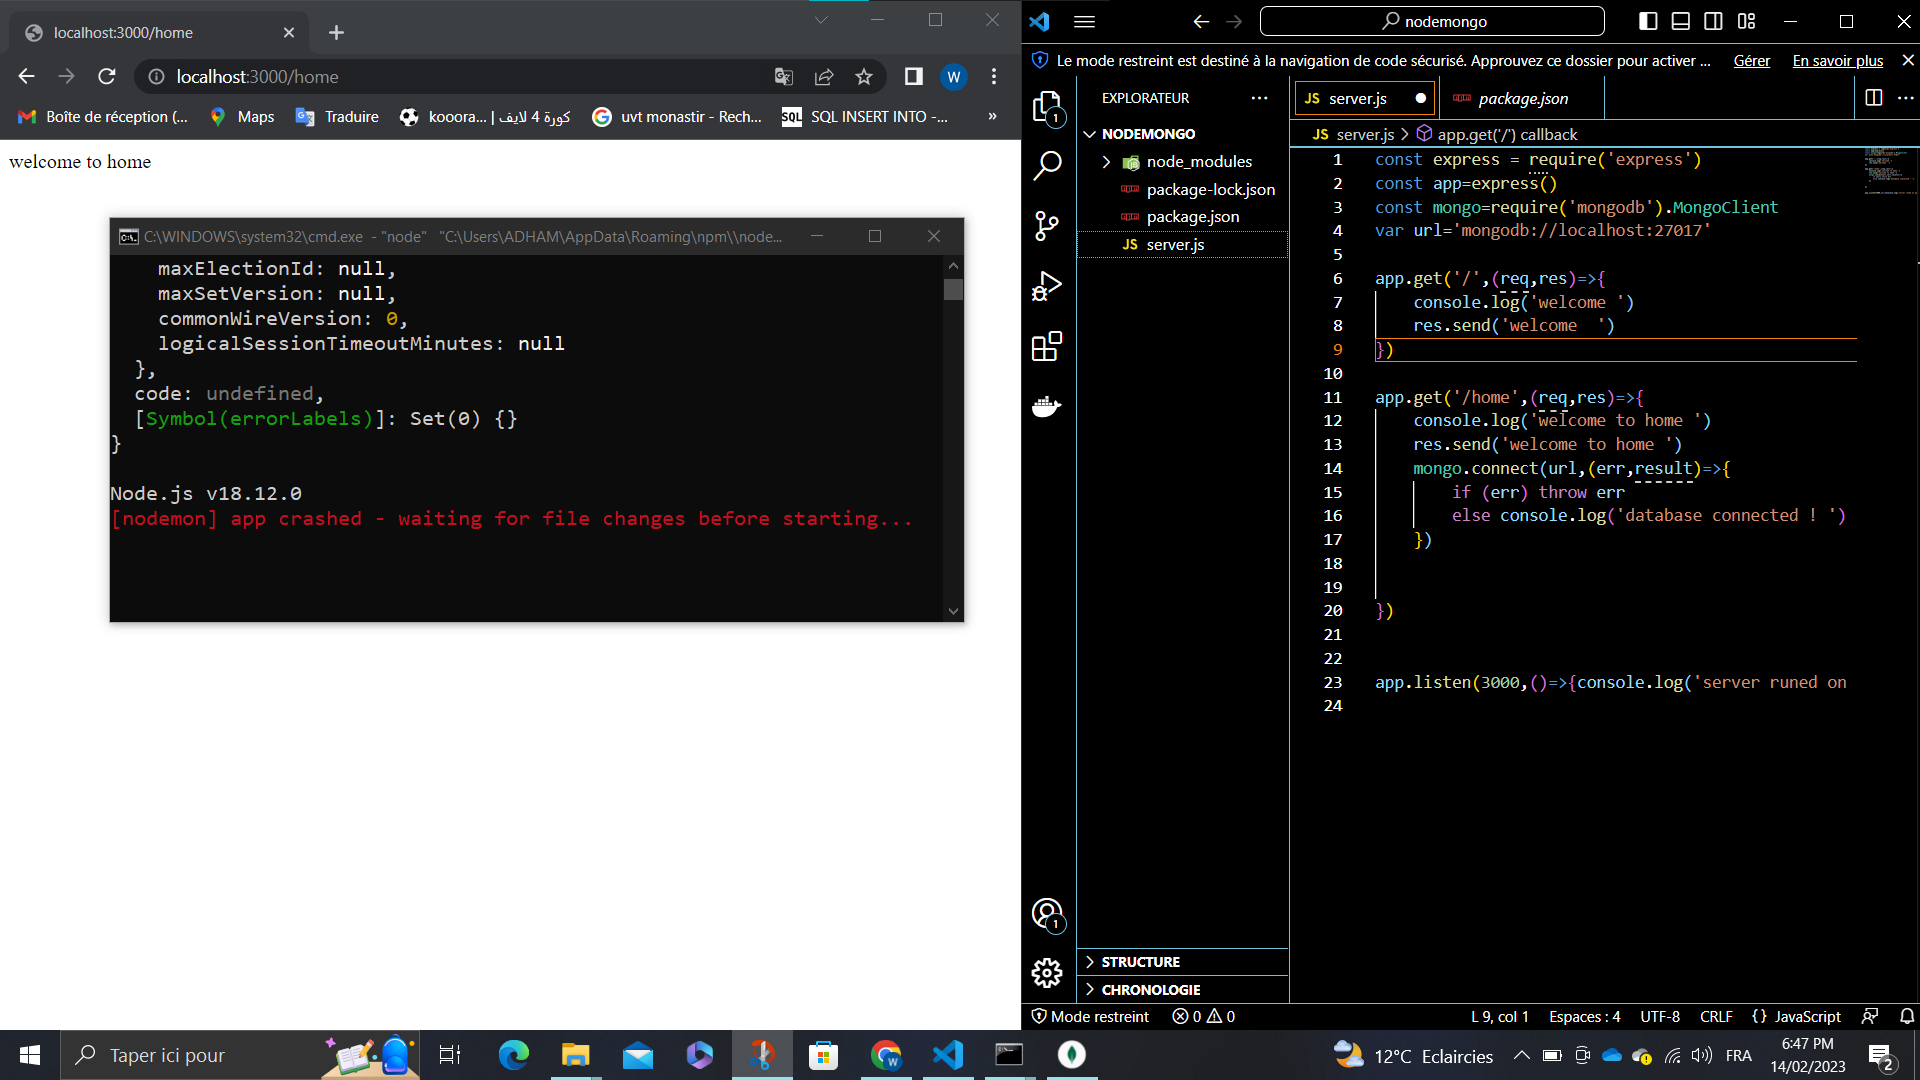 localhost:3000/home
localhost:3000/home
W
Boîte de réception (...
Maps
Traduire
kooora... | كورة 4 لايف
uvt monastir - Rech...
SQL
SQL INSERT INTO -...
»
welcome to home
C:\WINDOWS\system32\cmd.exe - "node" "C:\Users\ADHAM\AppData\Roaming\npm\\node...
maxElectionId: null,
maxSetVersion: null,
commonWireVersion: 0,
logicalSessionTimeoutMinutes: null
},
code: undefined,
[Symbol(errorLabels)]: Set(0) {}
}
Node.js v18.12.0
[nodemon] app crashed - waiting for file changes before starting...
nodemongo
Le mode restreint est destiné à la navigation de code sécurisé. Approuvez ce dossier pour activer ...
Gérer
En savoir plus
1
EXPLORATEUR
NODEMONGO
node_modules
package-lock.json
package.json
JS server.js
STRUCTURE
CHRONOLOGIE
1
JS server.js
package.json
JS server.js > app.get('/') callback
1 const express = require('express')
2 const app=express()
3 const mongo=require('mongodb').MongoClient
4 var url='mongodb://localhost:27017'
5
6 app.get('/',(req,res)=>{
7 console.log('welcome ')
8 res.send('welcome  ')
9 })
10
11 app.get('/home',(req,res)=>{
12 console.log('welcome to home ')
13 res.send('welcome to home ')
14 mongo.connect(url,(err,result)=>{
15 if (err) throw err
16 else console.log('database connected ! ')
17 })
18
19
20 })
21
22
23 app.listen(3000,()=>{console.log('server runed on
24
Mode restreint
0
0
L 9, col 1
Espaces : 4
UTF-8
CRLF
{ } JavaScript
Taper ici pour
W
12°C Eclaircies
FRA
6:47 PM
14/02/2023
2